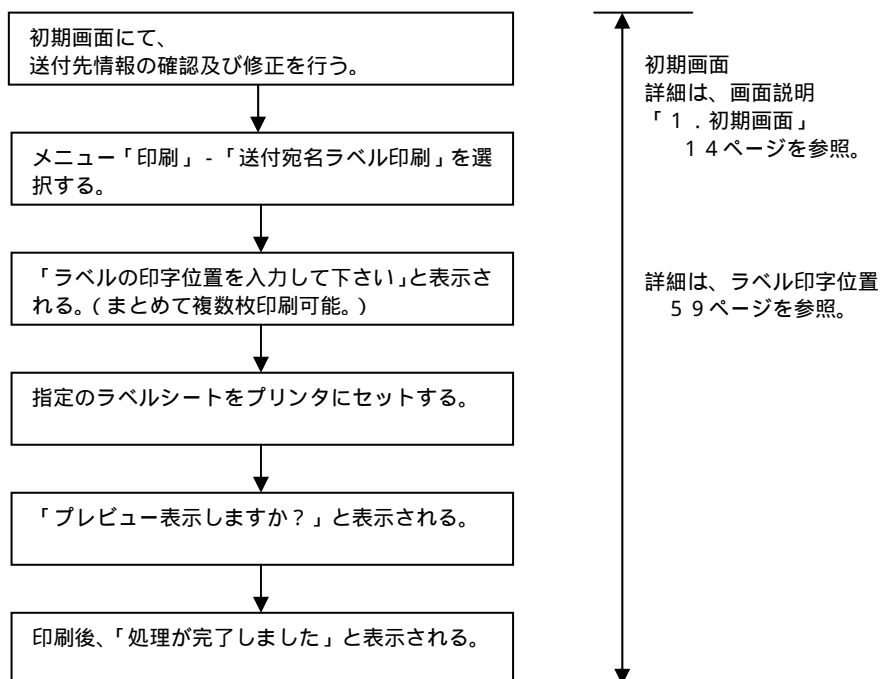 初期画面にて、
送付先情報の確認及び修正を行う。
メニュー「印刷」-「送付宛名ラベル印刷」を選
択する。
「ラベルの印字位置を入力して下さい」と表示さ
れる。(まとめて複数枚印刷可能。)
指定のラベルシートをプリンタにセットする。
「プレビュー表示しますか?」と表示される。
印刷後、「処理が完了しました」と表示される。
初期画面
詳細は、画面説明
「1.初期画面」
14ページを参照。
詳細は、ラベル印字位置
59ページを参照。